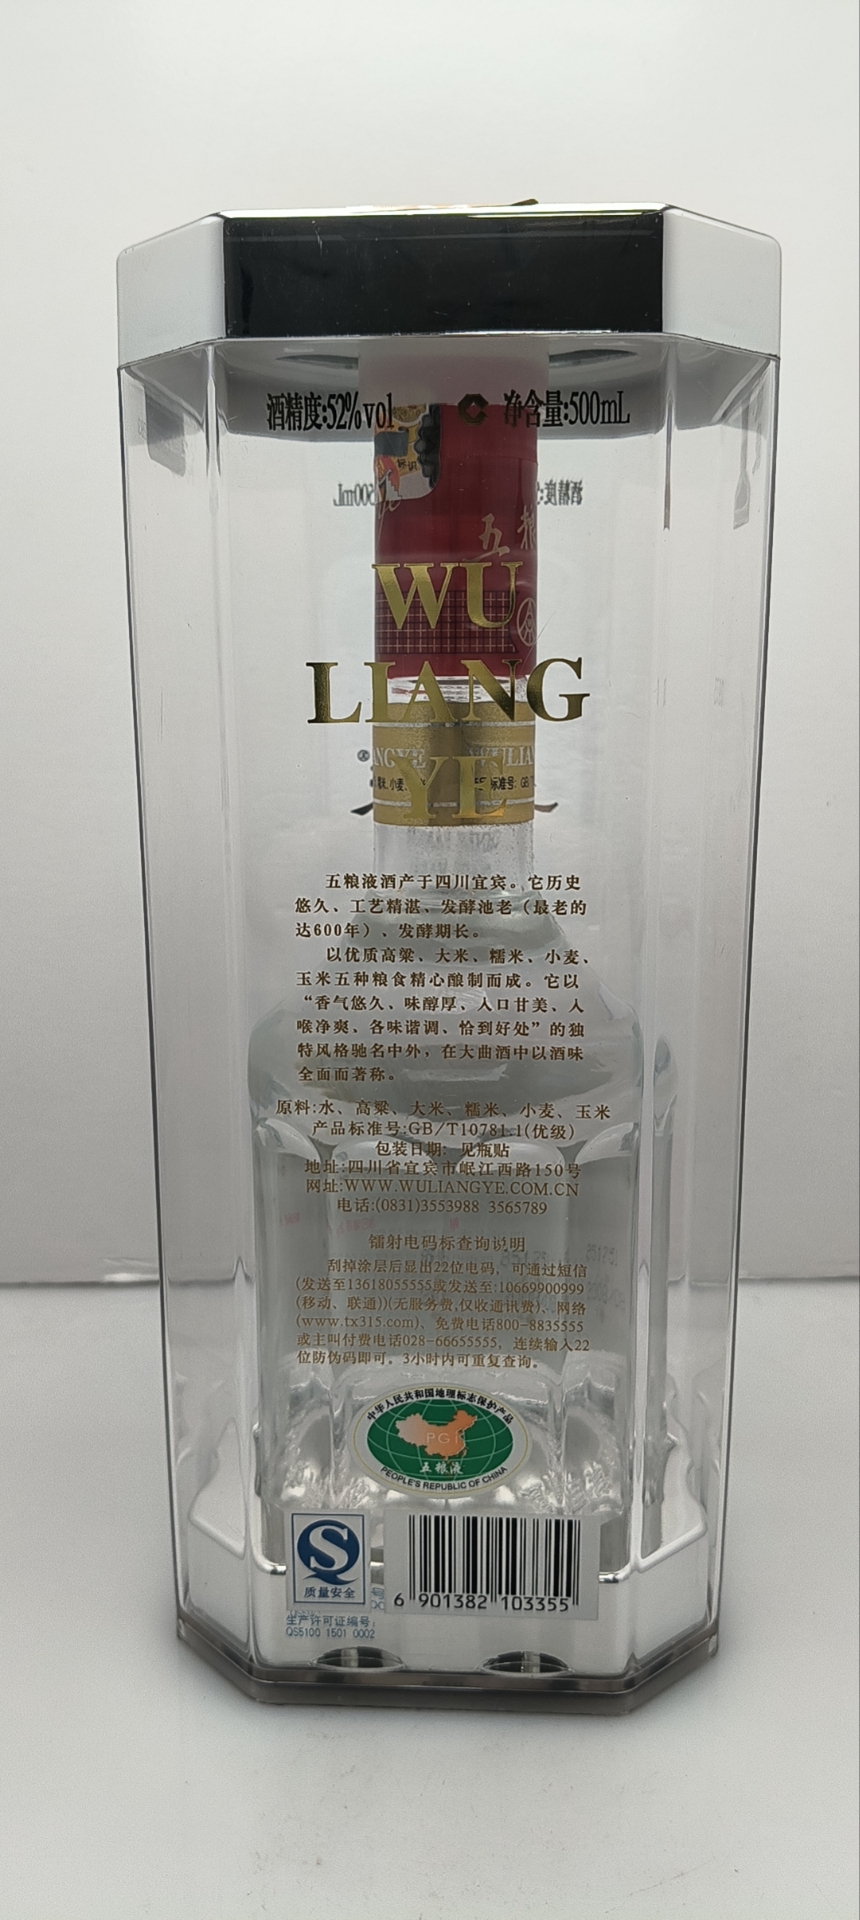 酒精度:52%vol 净含量:500mL
标识
五粮
WU
LIANG
YE
五粮液酒产于四川宜宾。它历史
悠久、工艺精湛、发酵池老（最老的
达600年）、发酵期长。
以优质高粱、大米、糯米、小麦、
玉米五种粮食精心酿制而成。它以
“香气悠久、味醇厚、入口甘美、入
喉净爽、各味谐调、恰到好处”的独
特风格驰名中外，在大曲酒中以酒味
全面而著称。
原料:水、高粱、大米、糯米、小麦、玉米
产品标准号:GB/T10781.1(优级)
包装日期: 见瓶贴
地址:四川省宜宾市岷江西路150号
网址:WWW.WULIANGYE.COM.CN
电话:(0831)3553988 3565789
镭射电码标查询说明
刮掉涂层后显出22位电码，可通过短信
(发送至13618055555或发送至:10669900999
(移动、联通))(无服务费,仅收通讯费)、网络
(www.tx315.com)、免费电话800-8835555
或主叫付费电话028-66655555，连续输入22
位防伪码即可。3小时内可重复查询。
中华人民共和国地理标志保护产品
PGI
五粮液
PEOPLE'S REPUBLIC OF CHINA
质量安全
生产许可证编号:
QS5100 1501 0002
6 901382 103355